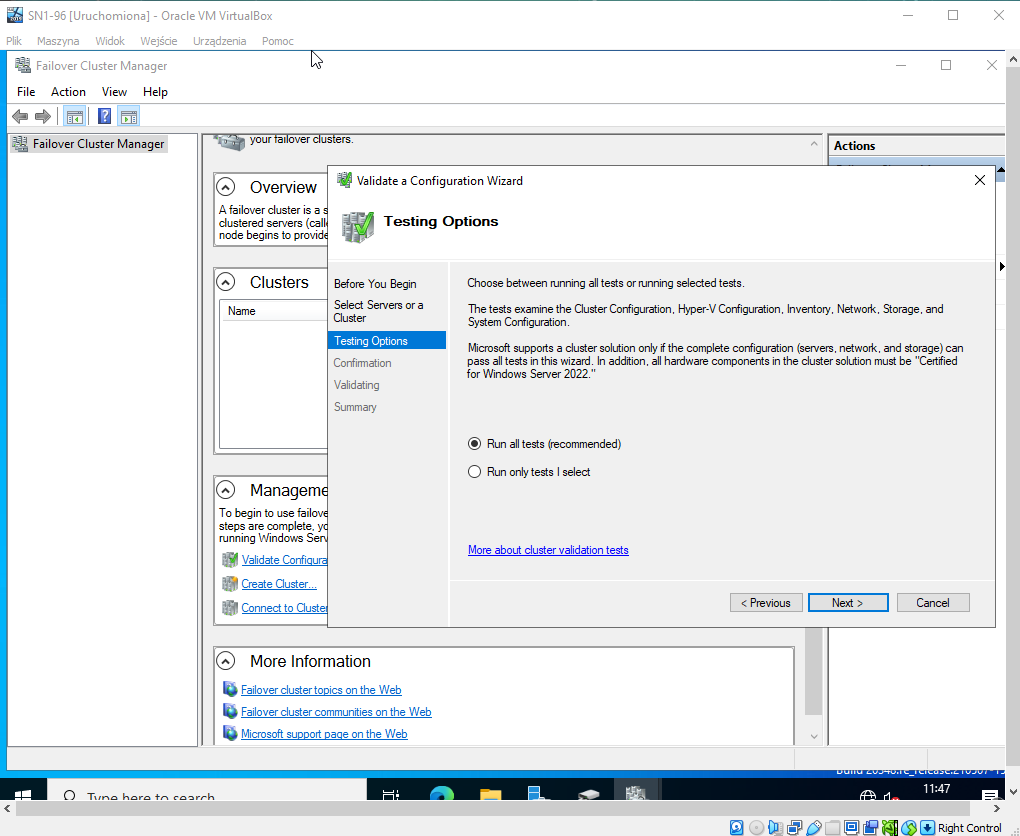 SN1-96 [Uruchomiona] - Oracle VM VirtualBox
Plik Maszyna Widok Wejście Urządzenia Pomoc
Failover Cluster Manager
File Action View Help
Failover Cluster Manager
your failover clusters.
Overview
A failover cluster is a s
clustered servers (calle
node begins to provide
Clusters
Name
Manageme
To begin to use failove
steps are complete, yo
running Windows Serv
Validate Configura
Create Cluster...
Connect to Cluster
More Information
Failover cluster topics on the Web
Failover cluster communities on the Web
Microsoft support page on the Web
Actions
Validate a Configuration Wizard
Testing Options
Before You Begin
Select Servers or a
Cluster
Testing Options
Confirmation
Validating
Summary
Choose between running all tests or running selected tests.
The tests examine the Cluster Configuration, Hyper-V Configuration, Inventory, Network, Storage, and
System Configuration.
Microsoft supports a cluster solution only if the complete configuration (servers, network, and storage) can
pass all tests in this wizard. In addition, all hardware components in the cluster solution must be "Certified
for Windows Server 2022."
Run all tests (recommended)
Run only tests I select
More about cluster validation tests
< Previous
Next >
Cancel
Type here to search
11:47
Right Control